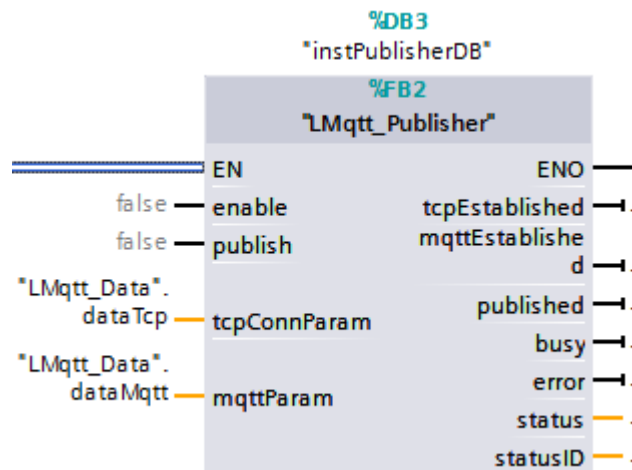 %DB3
"instPublisherDB"
%FB2
"LMqtt_Publisher"
EN ENO
false enable tcpEstablished
false publish mqttEstablishe
d
"LMqtt_Data".
dataTcp tcpConnParam published
busy
"LMqtt_Data".
dataMqtt mqttParam error
status
statusID